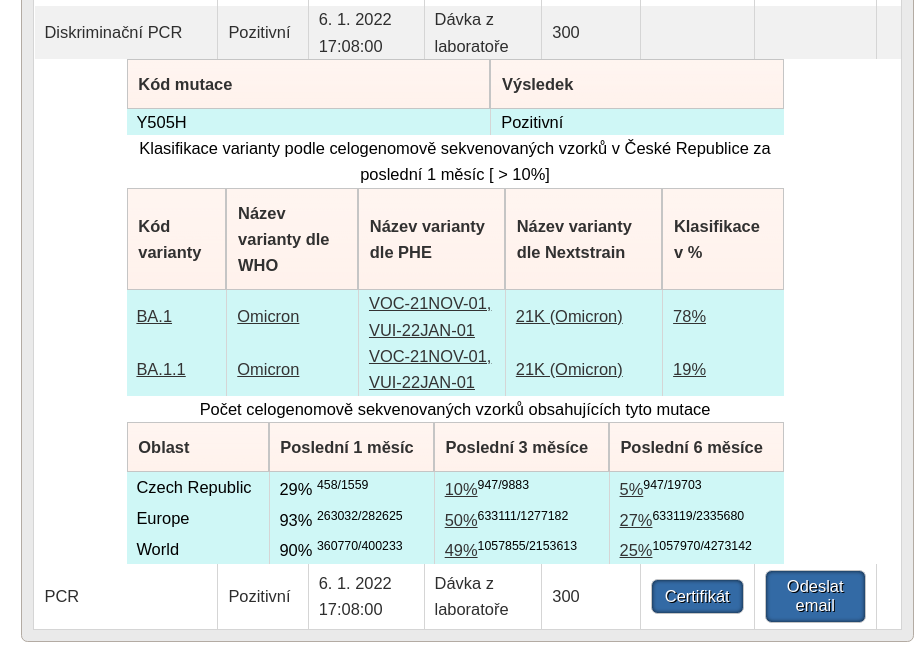 Diskriminační PCR Pozitivní 6. 1. 2022 17:08:00 Dávka z laboratoře 300
Kód mutace Výsledek
Y505H Pozitivní
Klasifikace varianty podle celogenomově sekvenovaných vzorků v České Republice za
poslední 1 měsíc [ > 10%]
Kód varianty Název varianty dle WHO Název varianty dle PHE Název varianty dle Nextstrain Klasifikace v %
BA.1 Omicron VOC-21NOV-01, VUI-22JAN-01 21K (Omicron) 78%
BA.1.1 Omicron VOC-21NOV-01, VUI-22JAN-01 21K (Omicron) 19%
Počet celogenomově sekvenovaných vzorků obsahujících tyto mutace
Oblast Poslední 1 měsíc Poslední 3 měsíce Poslední 6 měsíce
Czech Republic 29% 458/1559 10%947/9883 5%947/19703
Europe 93% 263032/282625 50%633111/1277182 27%633119/2335680
World 90% 360770/400233 49%1057855/2153613 25%1057970/4273142
PCR Pozitivní 6. 1. 2022 17:08:00 Dávka z laboratoře 300 Certifikát Odeslat email